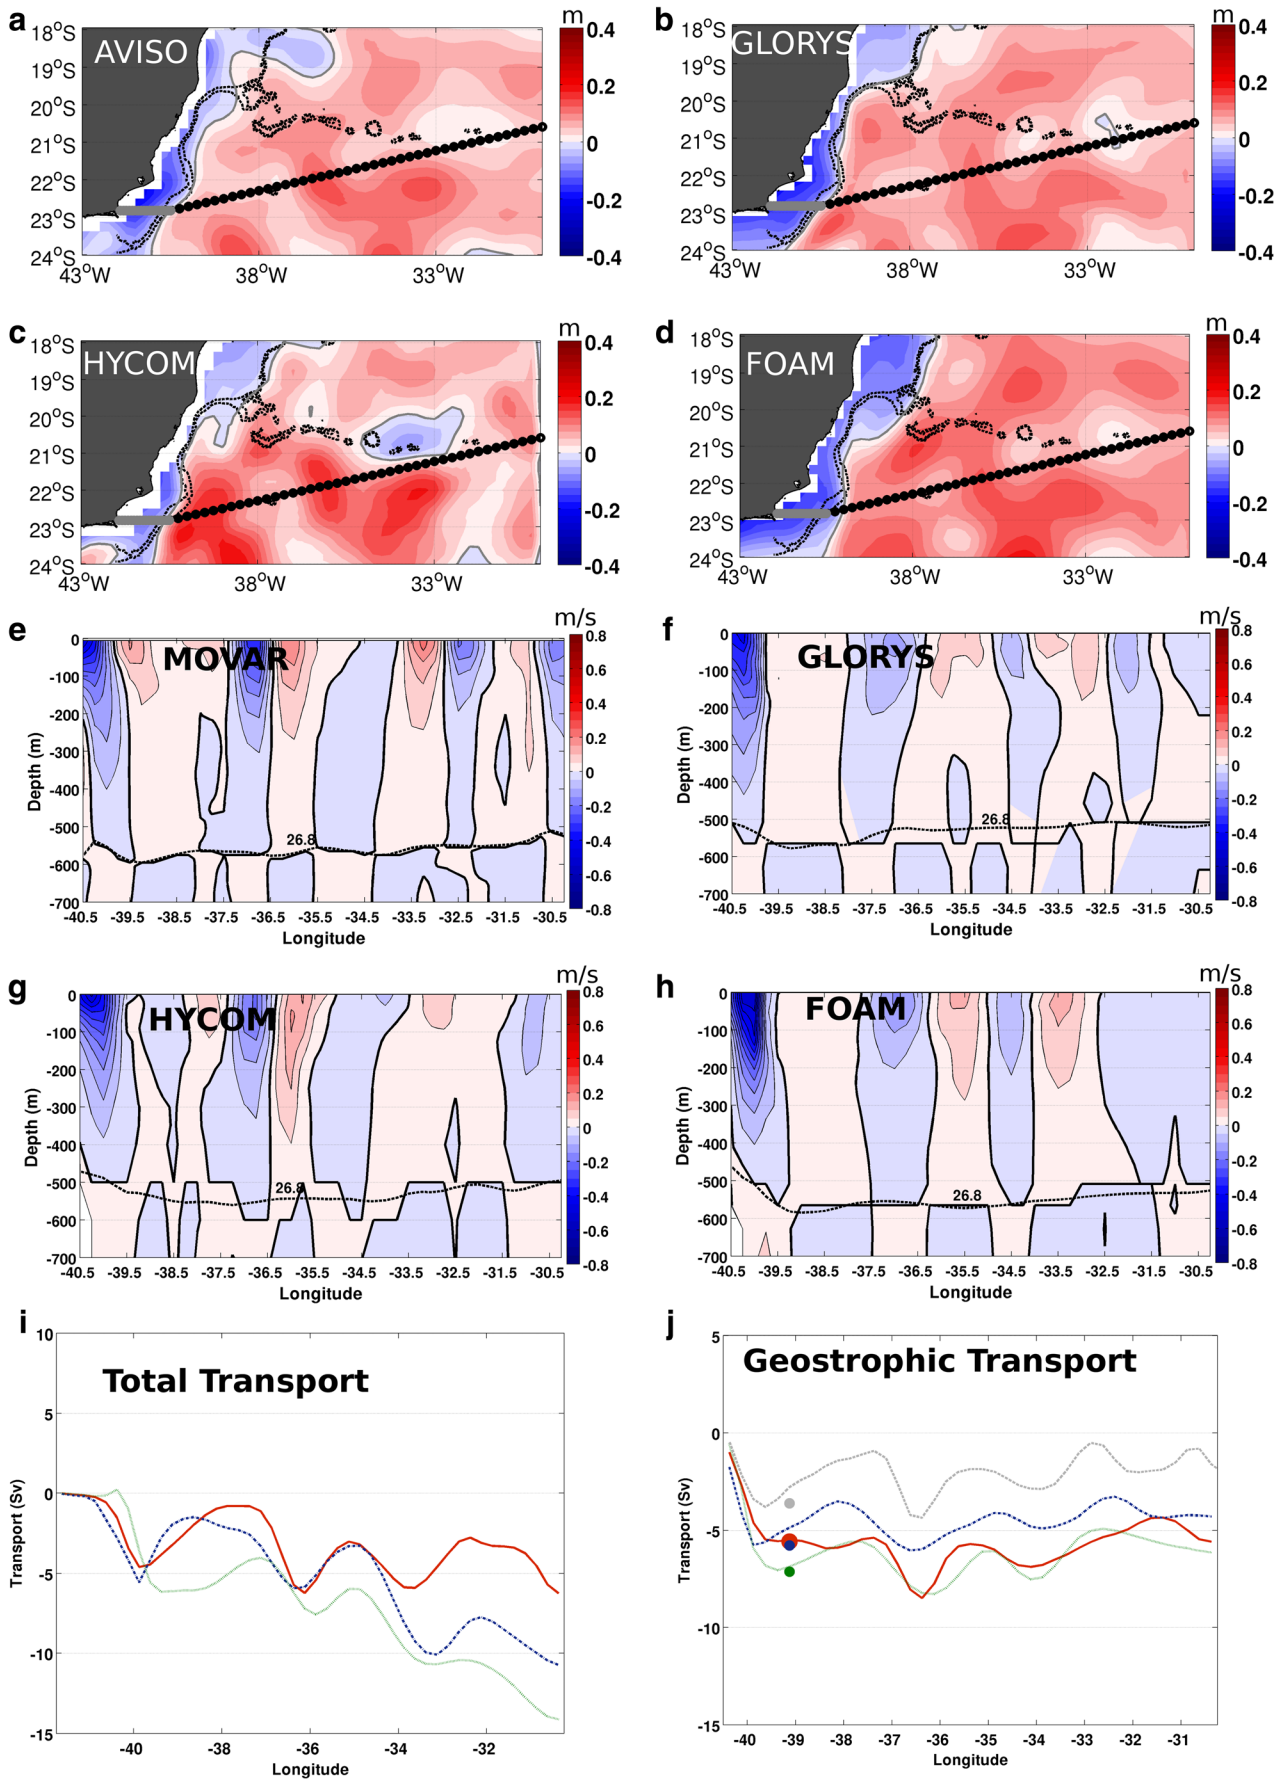 a
AVISO
18°S
19°S
20°S
21°S
22°S
23°S
24°S
43°W
38°W
33°W
m
0.4
0.2
0
-0.2
-0.4
b
GLORYS
18°S
19°S
20°S
21°S
22°S
23°S
24°S
43°W
38°W
33°W
m
0.4
0.2
0
-0.2
-0.4
c
HYCOM
18°S
19°S
20°S
21°S
22°S
23°S
24°S
43°W
38°W
33°W
m
0.4
0.2
0
-0.2
-0.4
d
FOAM
18°S
19°S
20°S
21°S
22°S
23°S
24°S
43°W
38°W
33°W
m
0.4
0.2
0
-0.2
-0.4
e
MOVAR
m/s
0.8
0.6
0.4
0.2
0
-0.2
-0.4
-0.6
-0.8
0
-100
-200
-300
-400
-500
-600
-700
Depth (m)
26.8
-40.5 -39.5 -38.5 -37.5 -36.5 -35.5 -34.5 -33.5 -32.5 -31.5 -30.5
Longitude
f
GLORYS
m/s
0.8
0.6
0.4
0.2
0
-0.2
-0.4
-0.6
-0.8
0
-100
-200
-300
-400
-500
-600
-700
Depth (m)
26.8
-40.5 -39.5 -38.5 -37.5 -36.5 -35.5 -34.5 -33.5 -32.5 -31.5 -30.5
Longitude
g
HYCOM
m/s
0.8
0.6
0.4
0.2
0
-0.2
-0.4
-0.6
-0.8
0
-100
-200
-300
-400
-500
-600
-700
Depth (m)
26.8
-40.5 -39.5 -38.5 -37.5 -36.5 -35.5 -34.5 -33.5 -32.5 -31.5 -30.5
Longitude
h
FOAM
m/s
0.8
0.6
0.4
0.2
0
-0.2
-0.4
-0.6
-0.8
0
-100
-200
-300
-400
-500
-600
-700
Depth (m)
26.8
-40.5 -39.5 -38.5 -37.5 -36.5 -35.5 -34.5 -33.5 -32.5 -31.5 -30.5
Longitude
i
Total Transport
10
5
0
-5
-10
-15
Transport (Sv)
-40 -38 -36 -34 -32
Longitude
j
Geostrophic Transport
5
0
-5
-10
-15
Transport (Sv)
-40 -39 -38 -37 -36 -35 -34 -33 -32 -31
Longitude